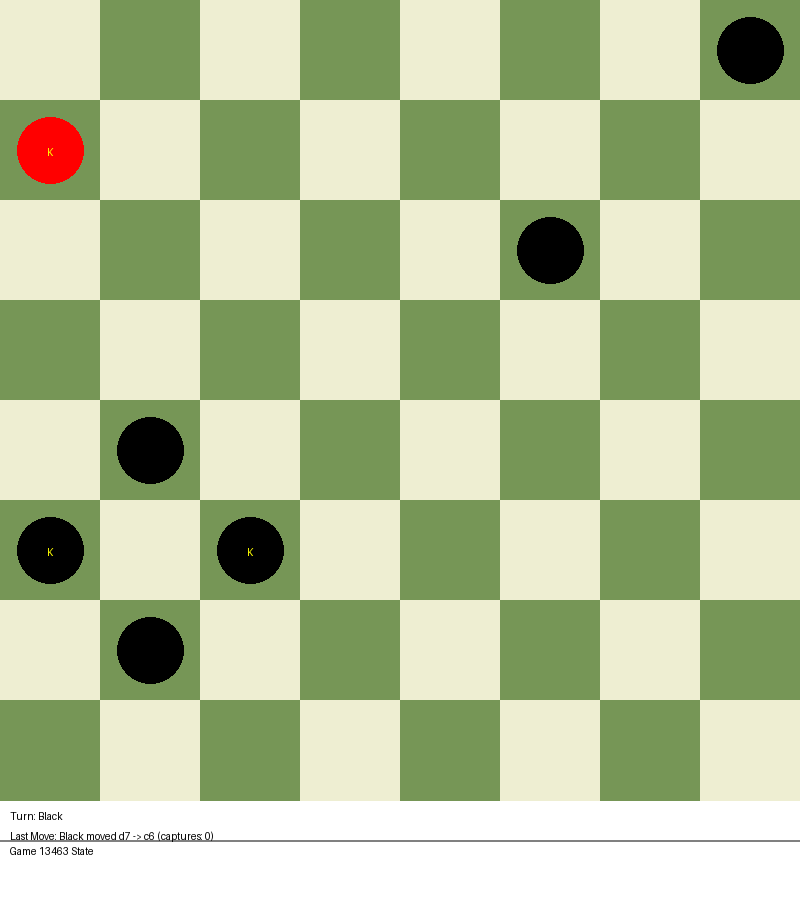 K
K
K
Turn: Black
Last Move: Black moved d7 -> c6 (captures: 0)
Game 13463 State